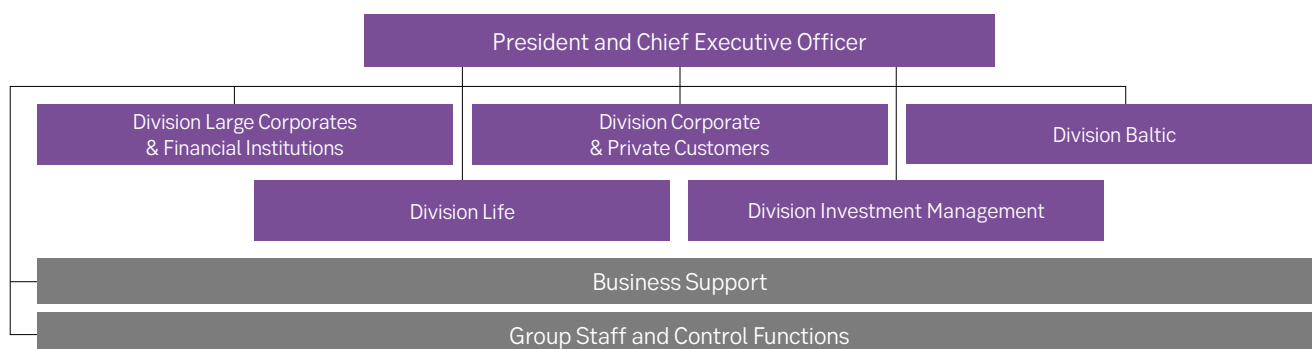 President and Chief Executive Officer
Division Large Corporates
& Financial Institutions
Division Corporate
& Private Customers
Division Baltic
Division Life
Division Investment Management
Business Support
Group Staff and Control Functions